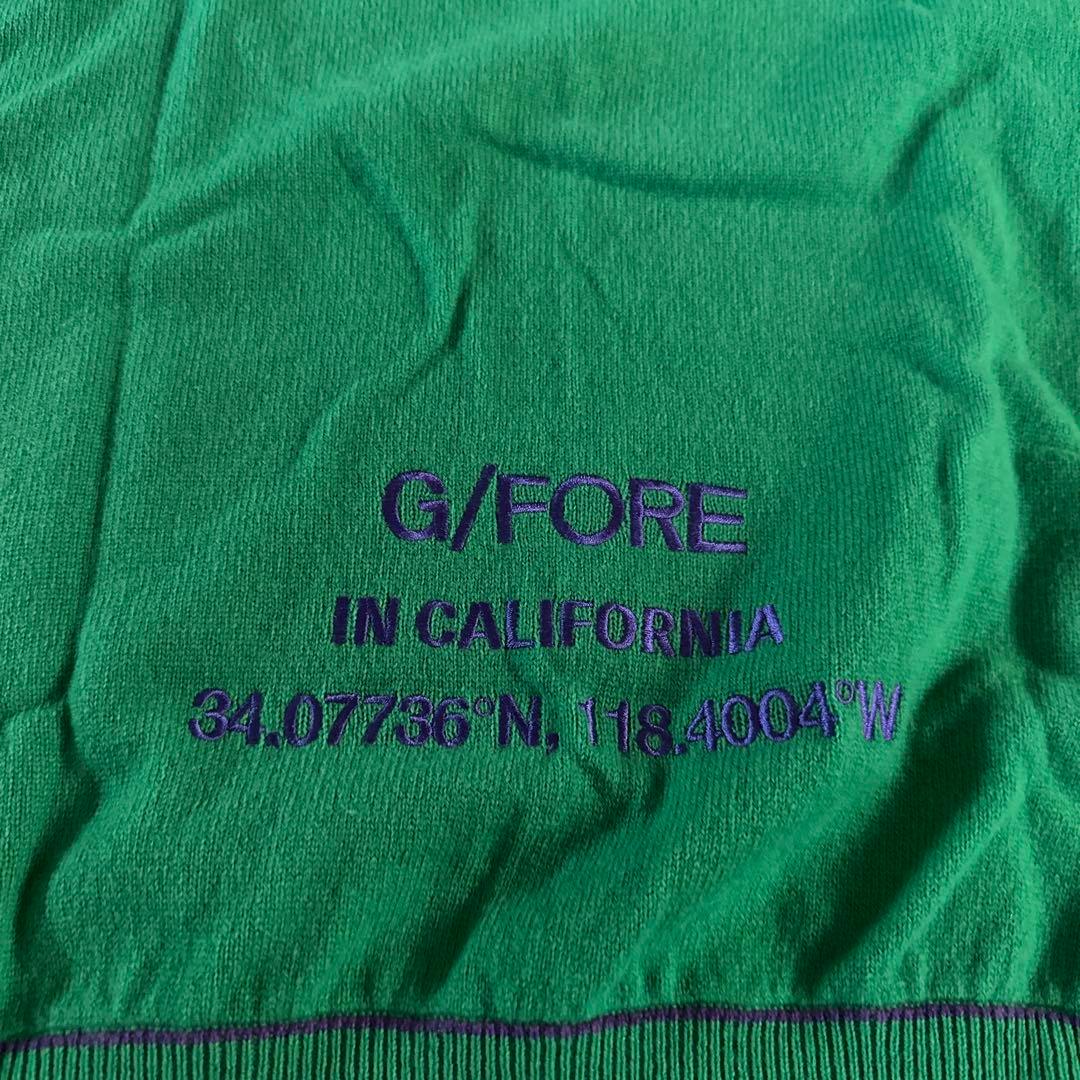 G/FORE
IN CALIFORNIA
34.07736°N, 118.4004°W